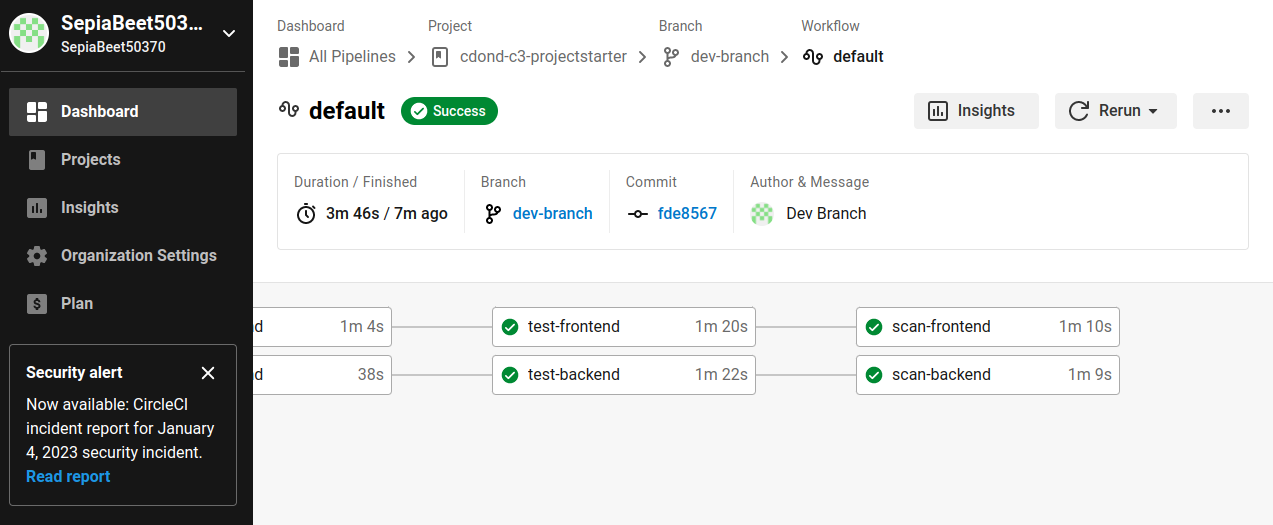 SepiaBeet503...
SepiaBeet50370
Dashboard
Projects
Insights
Organization Settings
Plan
Security alert
Now available: CircleCI
incident report for January
4, 2023 security incident.
Read report
Dashboard Project Branch Workflow
All Pipelines cdond-c3-projectstarter dev-branch default
default Success Insights Rerun ...
Duration / Finished Branch Commit Author & Message
3m 46s / 7m ago dev-branch fde8567 Dev Branch
1m 4s test-frontend 1m 20s scan-frontend 1m 10s
38s test-backend 1m 22s scan-backend 1m 9s